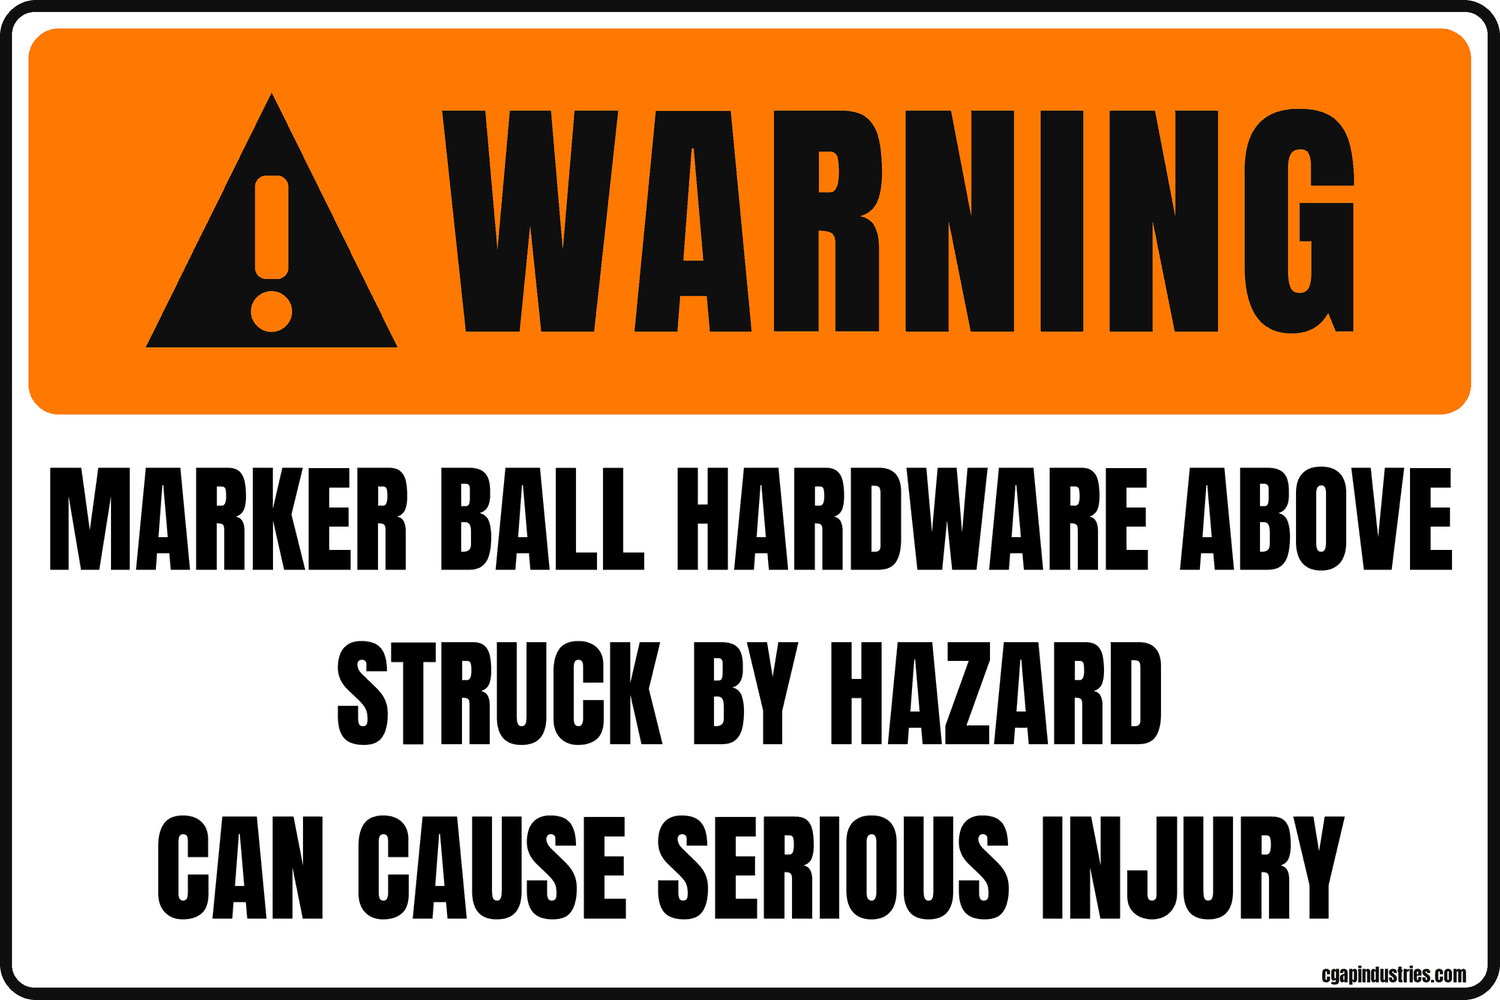 WARNING
MARKER BALL HARDWARE ABOVE
STRUCK BY HAZARD
CAN CAUSE SERIOUS INJURY
cgapindustries.com